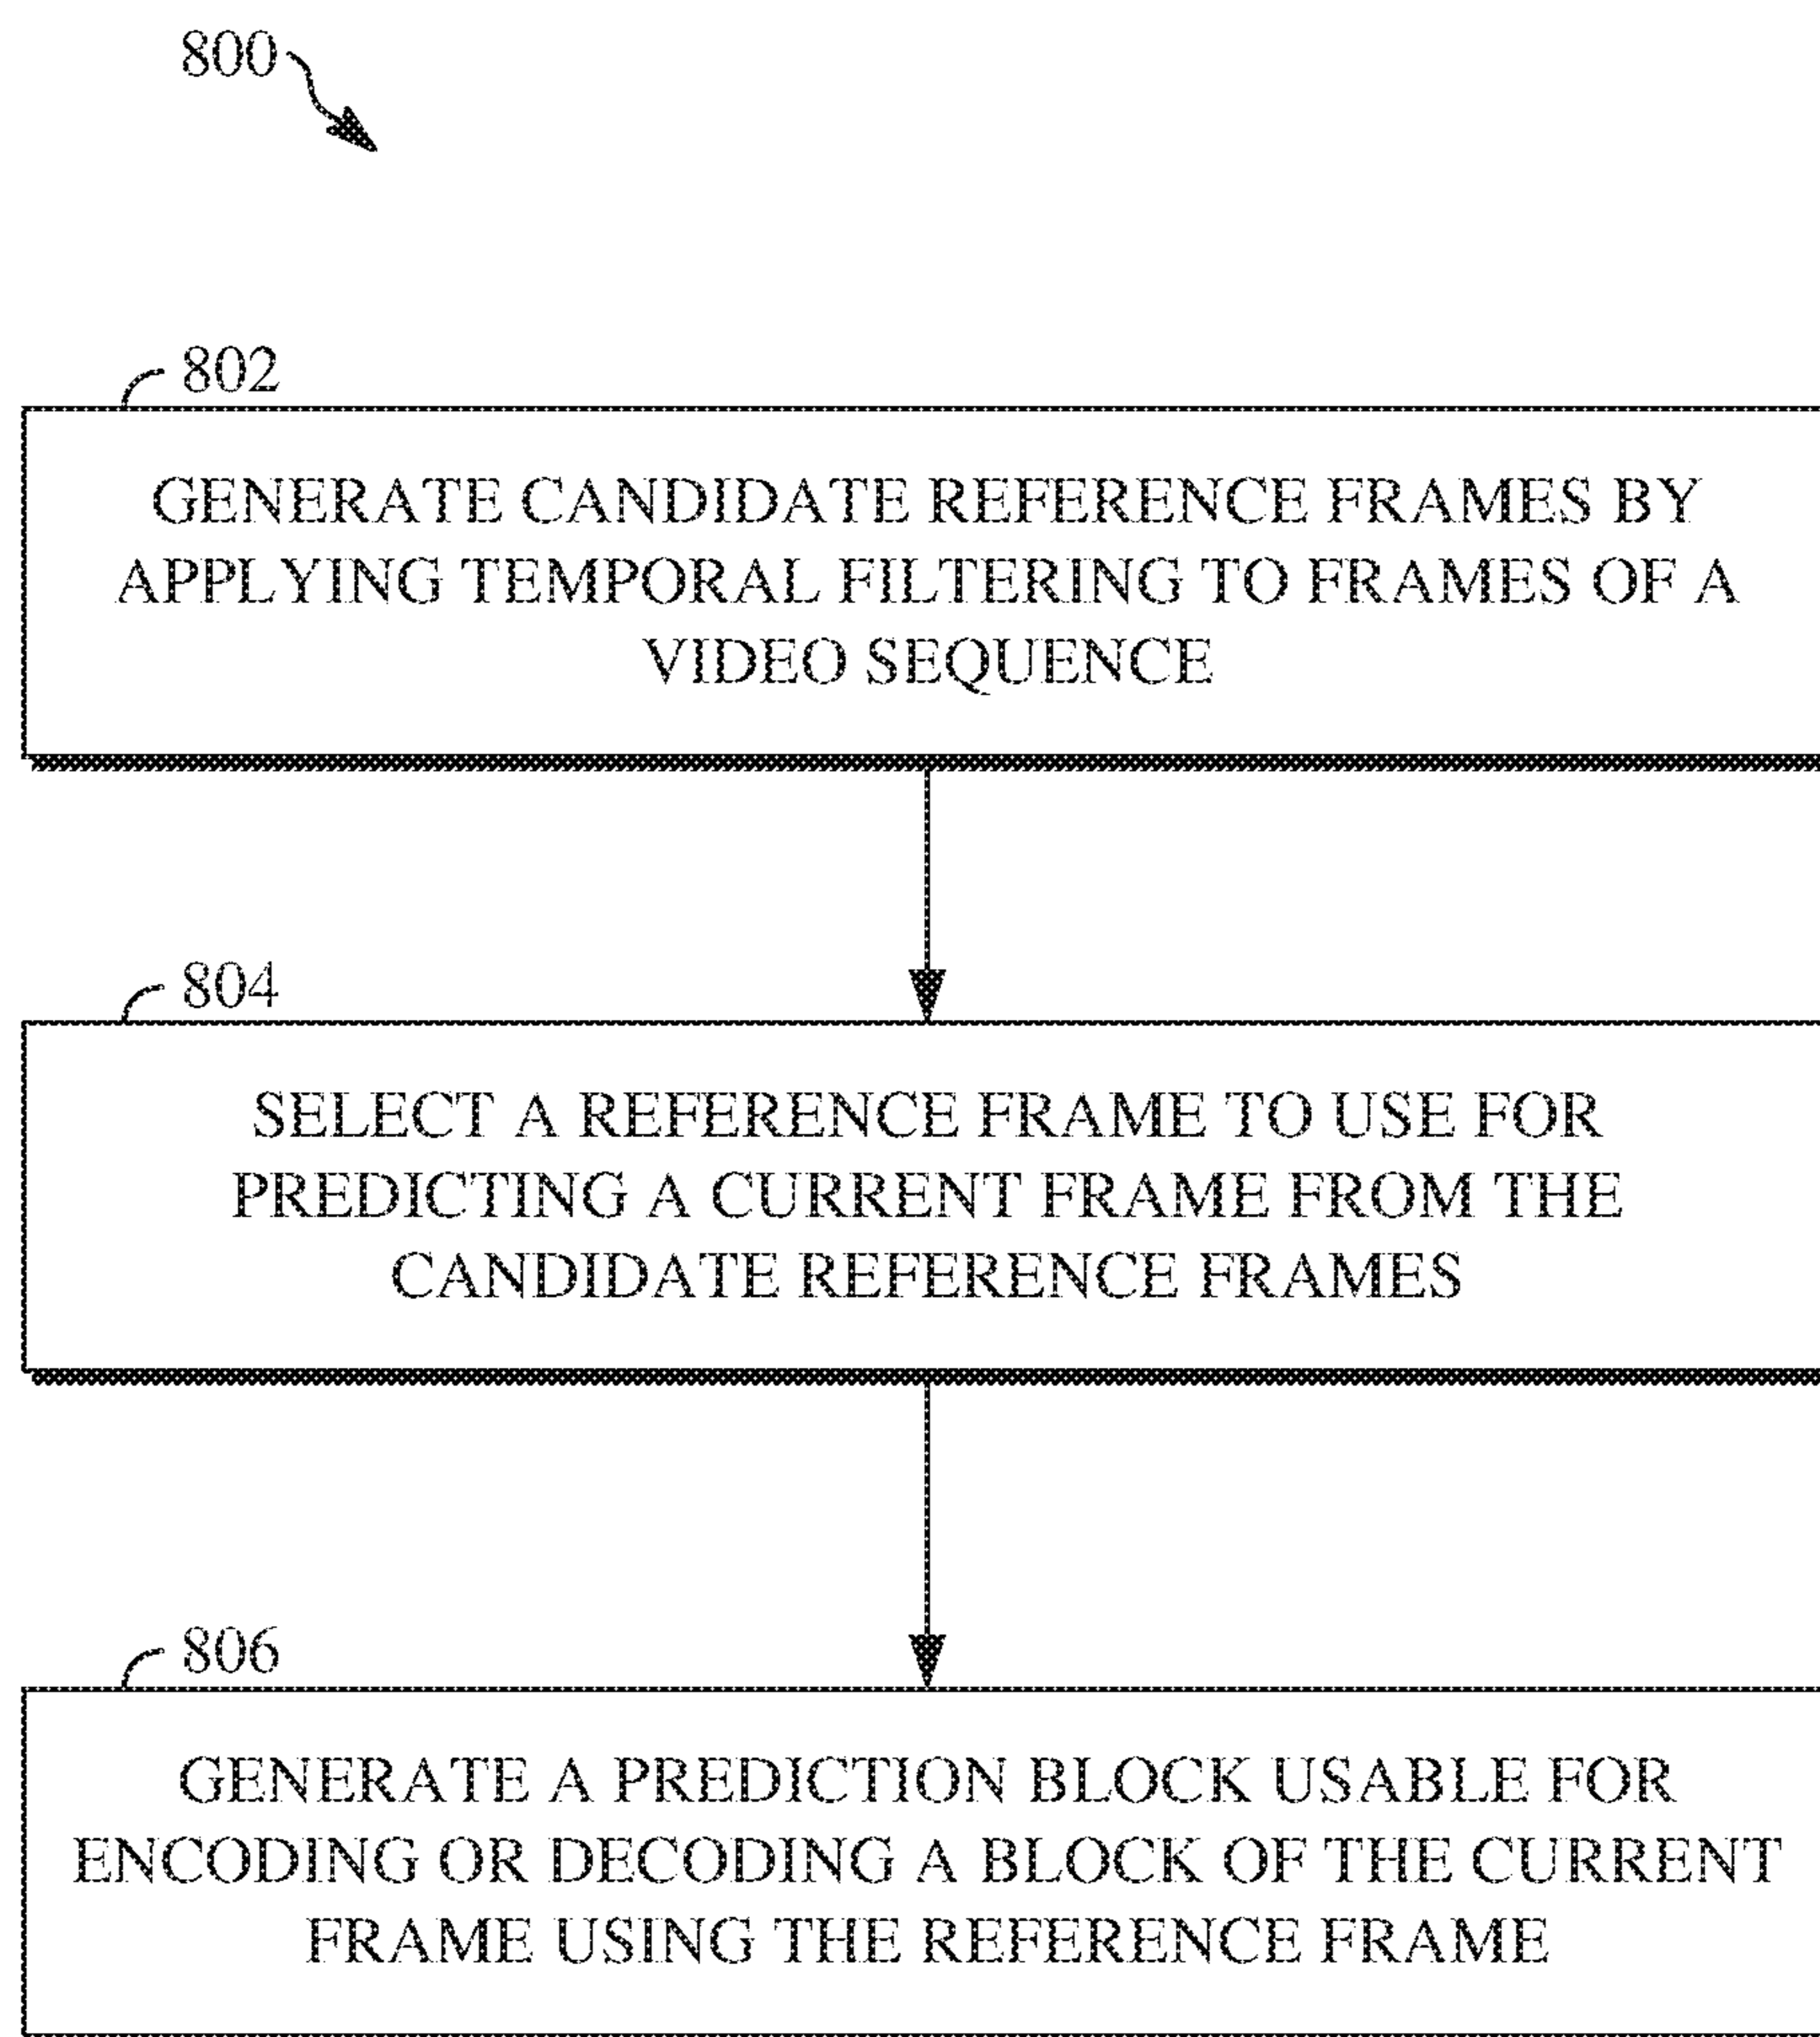 800
802
GENERATE CANDIDATE REFERENCE FRAMES BY
APPLYING TEMPORAL FILTERING TO FRAMES OF A
VIDEO SEQUENCE
804
SELECT A REFERENCE FRAME TO USE FOR
PREDICTING A CURRENT FRAME FROM THE
CANDIDATE REFERENCE FRAMES
806
GENERATE A PREDICTION BLOCK USABLE FOR
ENCODING OR DECODING A BLOCK OF THE CURRENT
FRAME USING THE REFERENCE FRAME